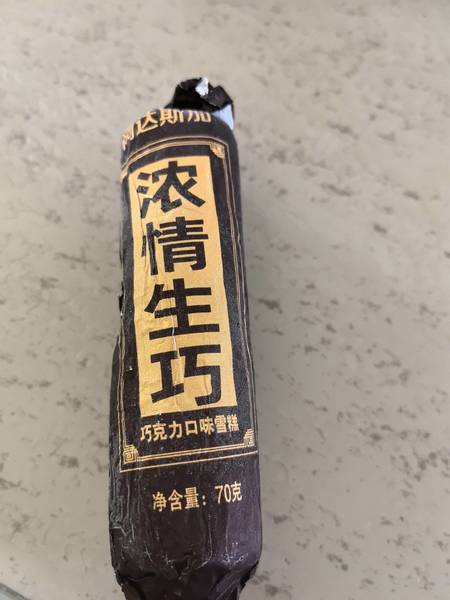 达斯加
浓情生巧
巧克力口味雪糕
净含量：70克